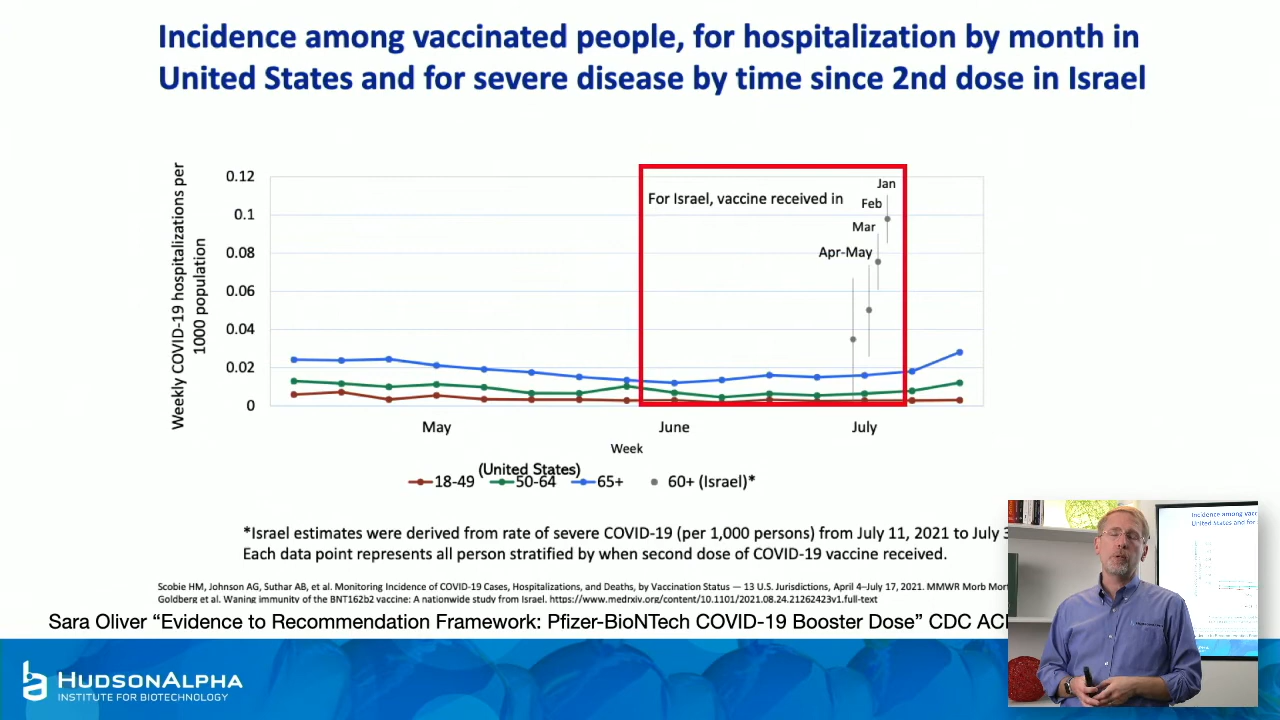 Incidence among vaccinated people, for hospitalization by month in
United States and for severe disease by time since 2nd dose in Israel
Weekly COVID-19 hospitalizations per
1000 population
0.12
0.1
0.08
0.06
0.04
0.02
0
For Israel, vaccine received in
Jan
Feb
Mar
Apr-May
May
June
July
Week
(United States)
18-49
50-64
65+
60+ (Israel)*
*Israel estimates were derived from rate of severe COVID-19 (per 1,000 persons) from July 11, 2021 to July 3
Each data point represents all person stratified by when second dose of COVID-19 vaccine received.
Scobie HM, Johnson AG, Suthar AB, et al. Monitoring Incidence of COVID-19 Cases, Hospitalizations, and Deaths, by Vaccination Status — 13 U.S. Jurisdictions, April 4–July 17, 2021. MMWR Morb Mor
Goldberg et al. Waning immunity of the BNT162b2 vaccine: A nationwide study from Israel. https://www.medrxiv.org/content/10.1101/2021.08.24.21262423v1.full-text
Sara Oliver “Evidence to Recommendation Framework: Pfizer-BioNTech COVID-19 Booster Dose” CDC ACI
HUDSONALPHA
INSTITUTE FOR BIOTECHNOLOGY
Incidence among vacc
United States and for